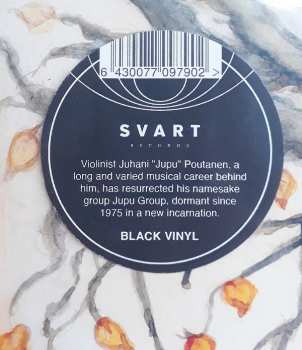 6 430077 097902 >
SVART
RECORDS
Violinist Juhani "Jupu" Poutanen, a
long and varied musical career behind
him, has resurrected his namesake
group Jupu Group, dormant since
1975 in a new incarnation.
BLACK VINYL